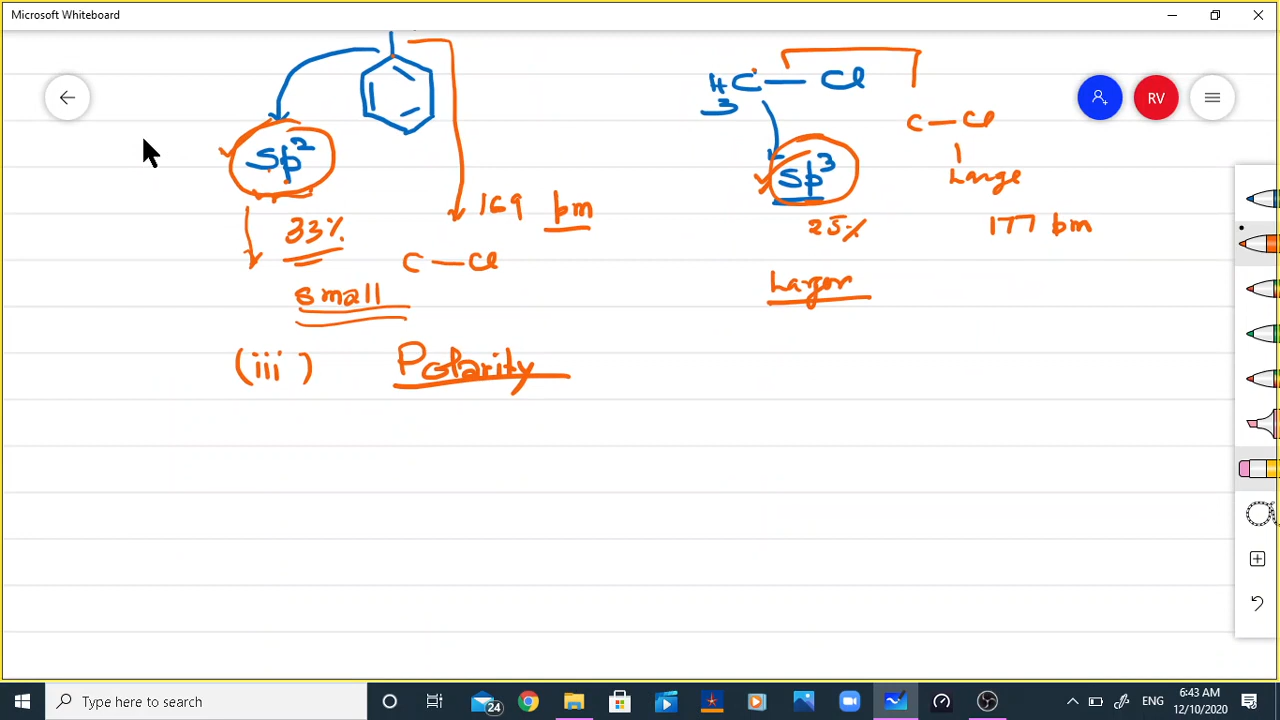 Microsoft Whiteboard
RV
H3C — Cl
C — Cl
sp²
sp³
Large
169 pm
25%
177 pm
33%
C — Cl
small
Larger
(iii) Polarity
Type here to search
24
ENG
6:43 AM
12/10/2020